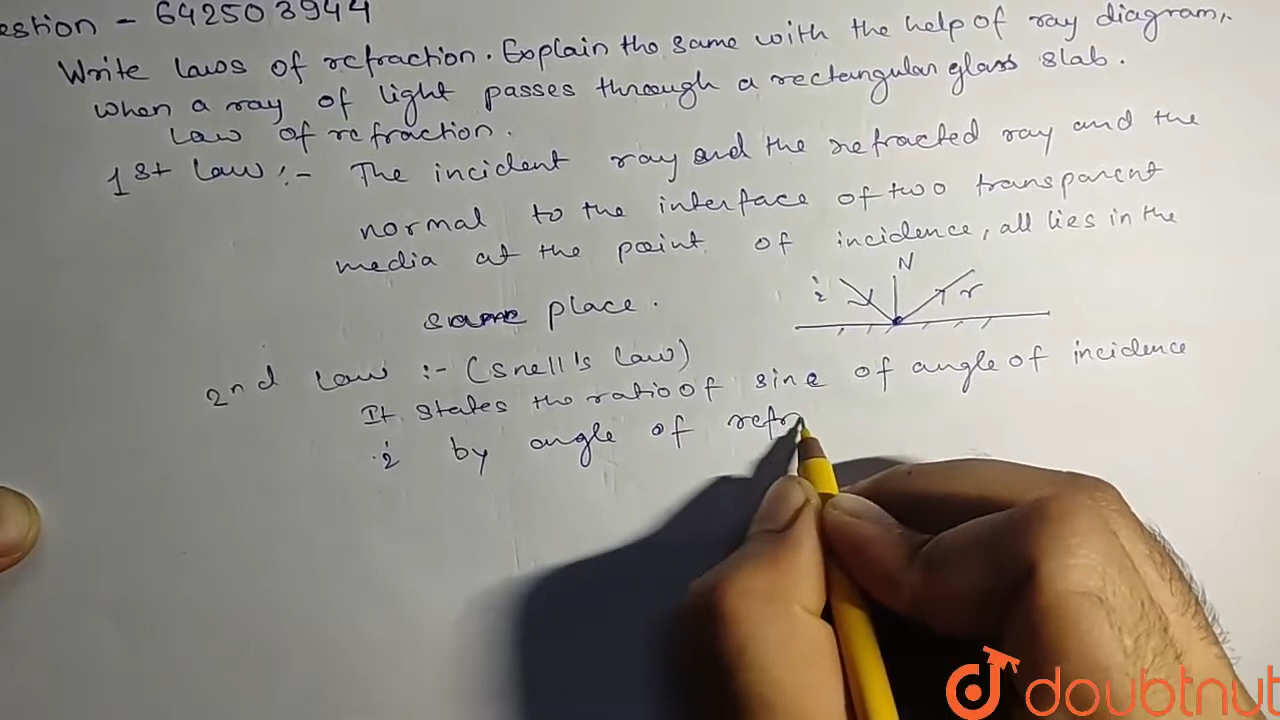 estion - 642503944
Write laws of refraction. Explain the same with the help of ray diagram,
when a ray of light passes through a rectangular glass slab.
Law of refraction.
1st law :- The incident ray and the refracted ray and the
normal to the interface of two transparent
media at the point of incidence, all lies in the
same place.
N
i
r
2nd law :- (Snell's law)
It states the ratio of sine of angle of incidence
i by angle of refr
doubtnut